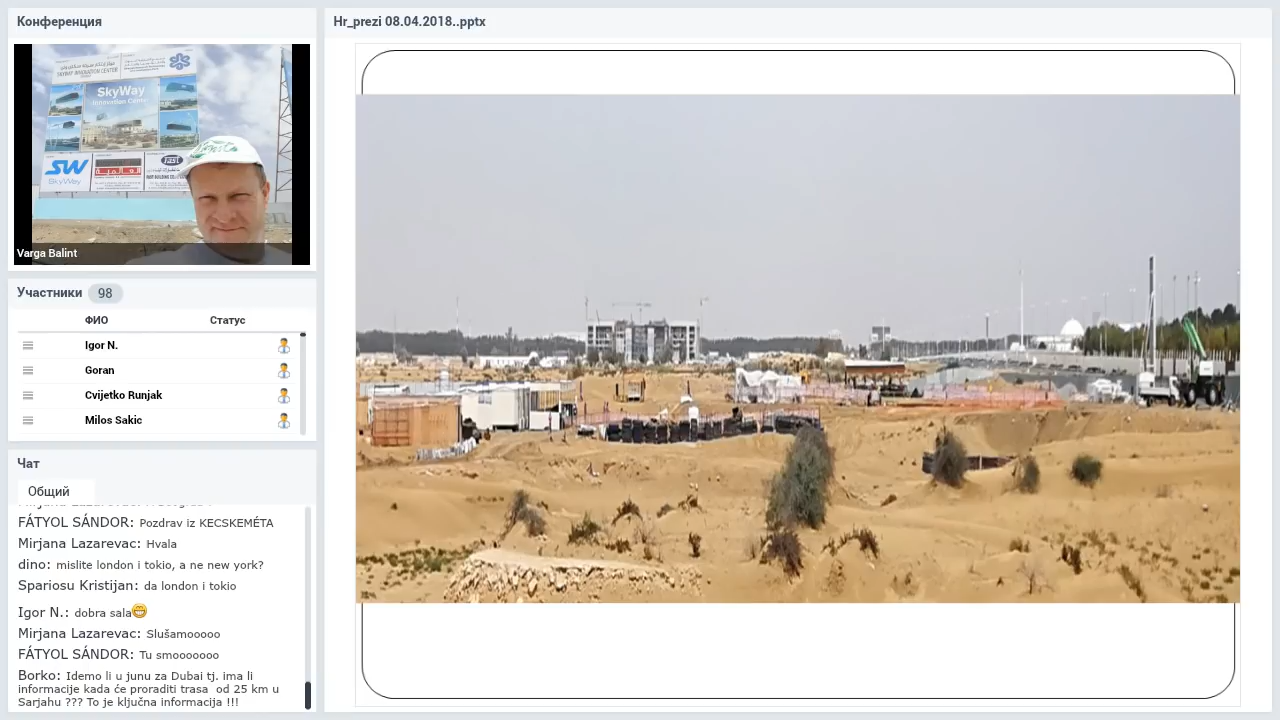 Конференция
SKYWAY INNOVATION CENTER
SkyWay
Innovation Center
SW
SkyWay
Varga Balint
Участники 98
ФИО Статус
Igor N.
Goran
Cvijetko Runjak
Milos Sakic
Чат
Общий
FÁTYOL SÁNDOR: Pozdrav iz KECSKEMÉTA
Mirjana Lazarevac: Hvala
dino: mislite london i tokio, a ne new york?
Spariosu Kristijan: da london i tokio
Igor N.: dobra sala😁
Mirjana Lazarevac: Slušamooooo
FÁTYOL SÁNDOR: Tu smooooooo
Borko: Idemo li u junu za Dubai tj. ima li
informacije kada će proraditi trasa od 25 km u
Sarjahu ??? To je ključna informacija !!!
Hr_prezi 08.04.2018..pptx